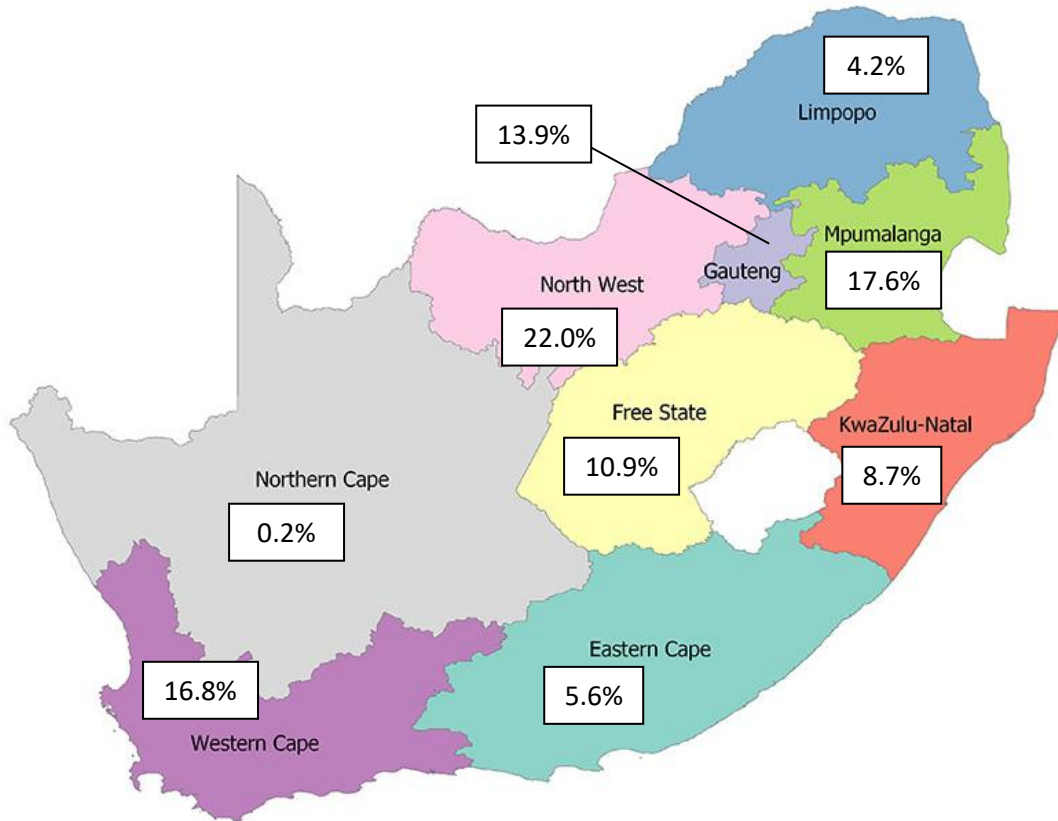 4.2%
Limpopo
13.9%
Mpumalanga
17.6%
Gauteng
North West
22.0%
Free State
10.9%
KwaZulu-Natal
8.7%
Northern Cape
0.2%
Eastern Cape
5.6%
16.8%
Western Cape